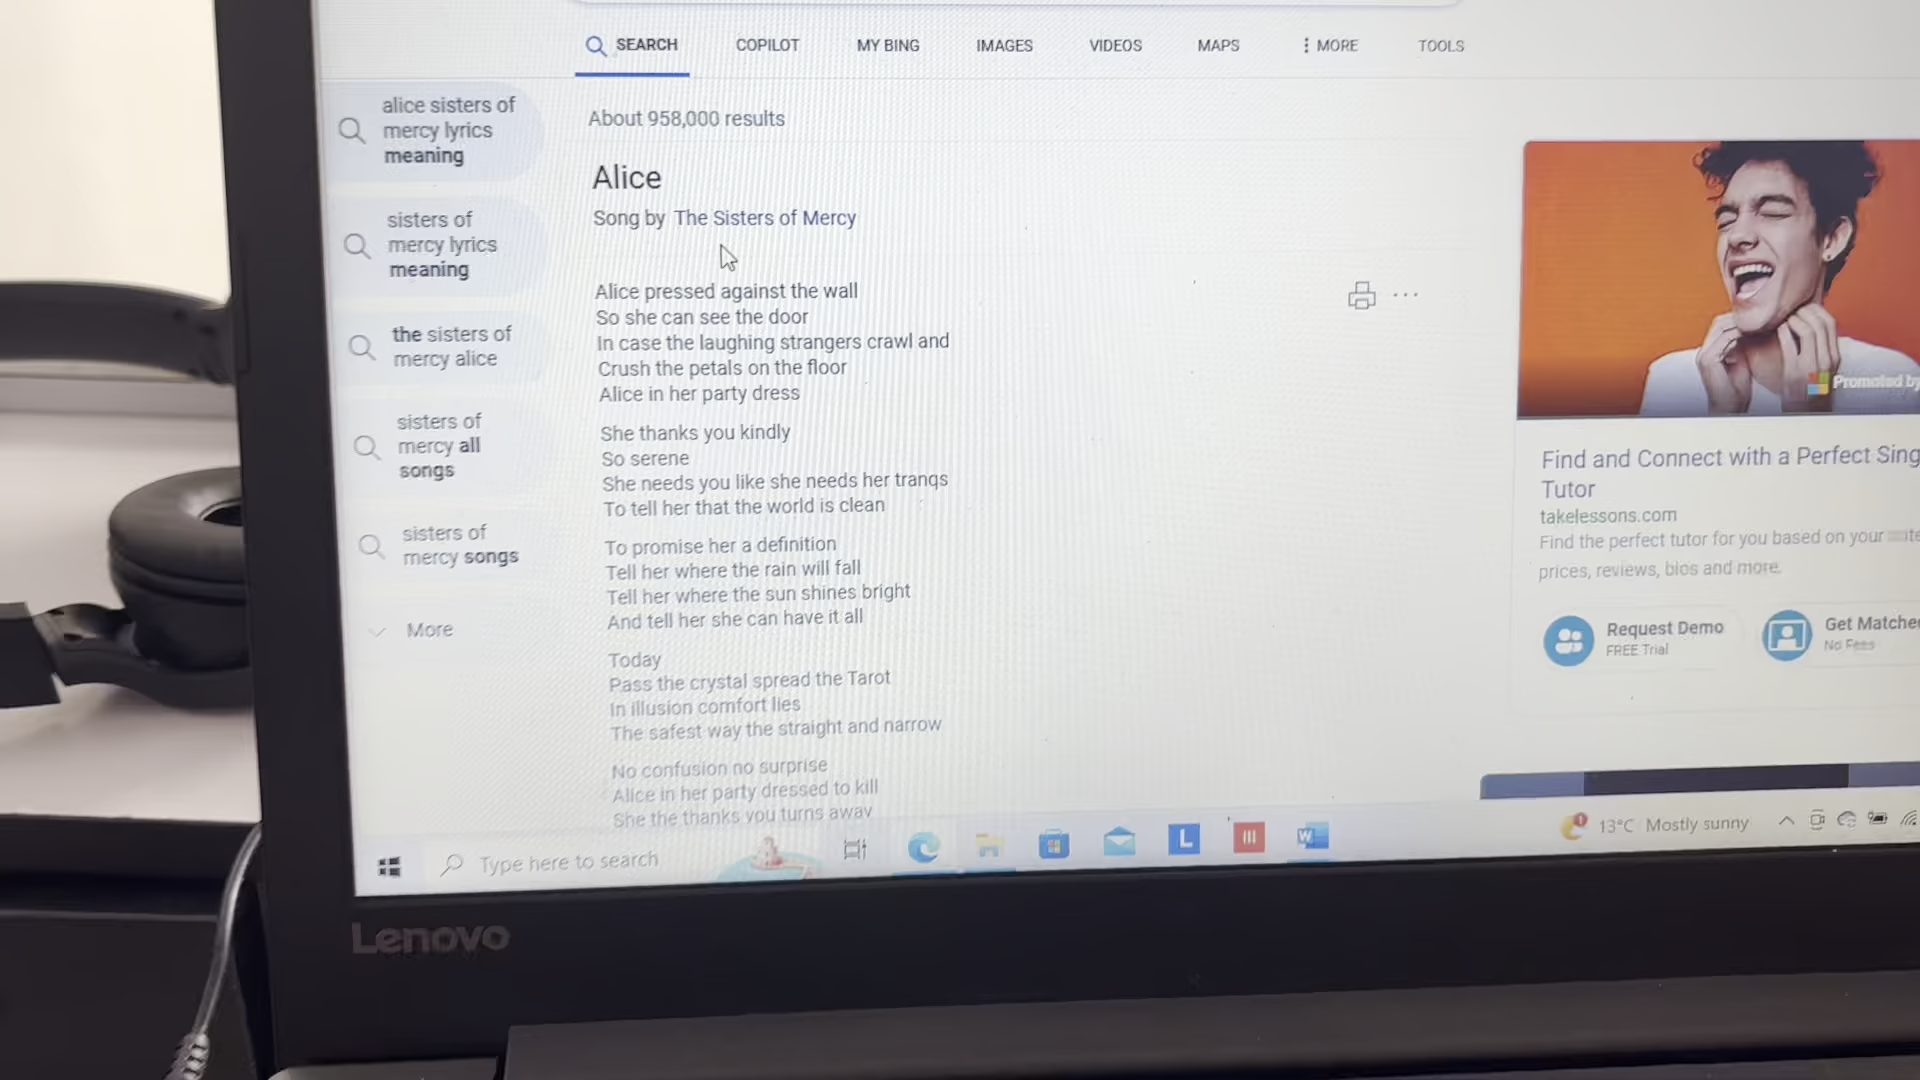 SEARCH
COPILOT
MY BING
IMAGES
VIDEOS
MAPS
MORE
TOOLS
alice sisters of
mercy lyrics
meaning
sisters of
mercy lyrics
meaning
the sisters of
mercy alice
sisters of
mercy all
songs
sisters of
mercy songs
More
About 958,000 results
Alice
Song by The Sisters of Mercy
Alice pressed against the wall
So she can see the door
In case the laughing strangers crawl and
Crush the petals on the floor
Alice in her party dress
She thanks you kindly
So serene
She needs you like she needs her tranqs
To tell her that the world is clean
To promise her a definition
Tell her where the rain will fall
Tell her where the sun shines bright
And tell her she can have it all
Today
Pass the crystal spread the Tarot
In illusion comfort lies
The safest way the straight and narrow
No confusion no surprise
Alice in her party dressed to kill
She the thanks you turns away
Promoted by
Find and Connect with a Perfect Sing
Tutor
takelessons.com
Find the perfect tutor for you based on your
prices, reviews, bios and more.
Request Demo
FREE Trial
Get Matche
No Fees
Type here to search
L
W
13°C Mostly sunny
Lenovo